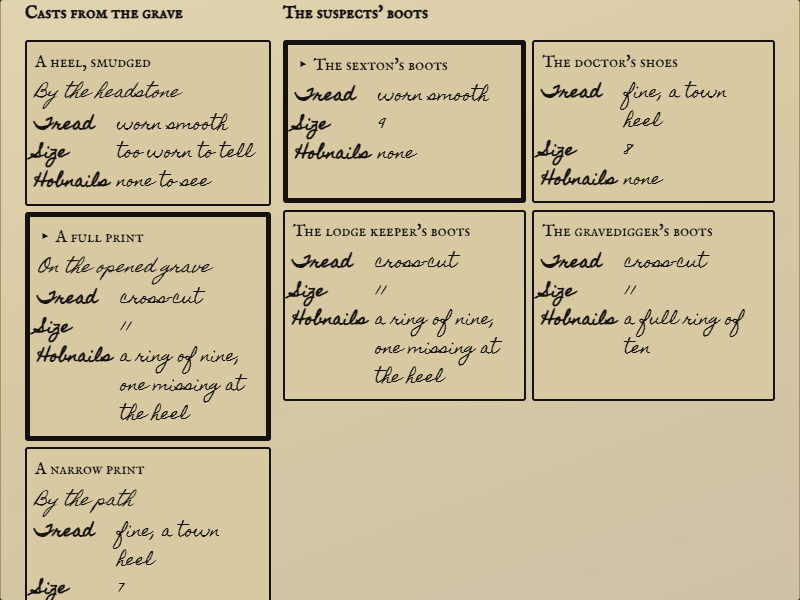 Casts from the grave
A heel, smudged
By the headstone
Tread worn smooth
Size too worn to tell
Hobnails none to see
▸ A full print
On the opened grave
Tread cross-cut
Size 11
Hobnails a ring of nine,
one missing at
the heel
A narrow print
By the path
Tread fine, a town
heel
Size 7
The suspects' boots
▸ The sexton's boots
Tread worn smooth
Size 9
Hobnails none
The doctor's shoes
Tread fine, a town
heel
Size 8
Hobnails none
The lodge keeper's boots
Tread cross-cut
Size 11
Hobnails a ring of nine,
one missing at
the heel
The gravedigger's boots
Tread cross-cut
Size 11
Hobnails a full ring of
ten